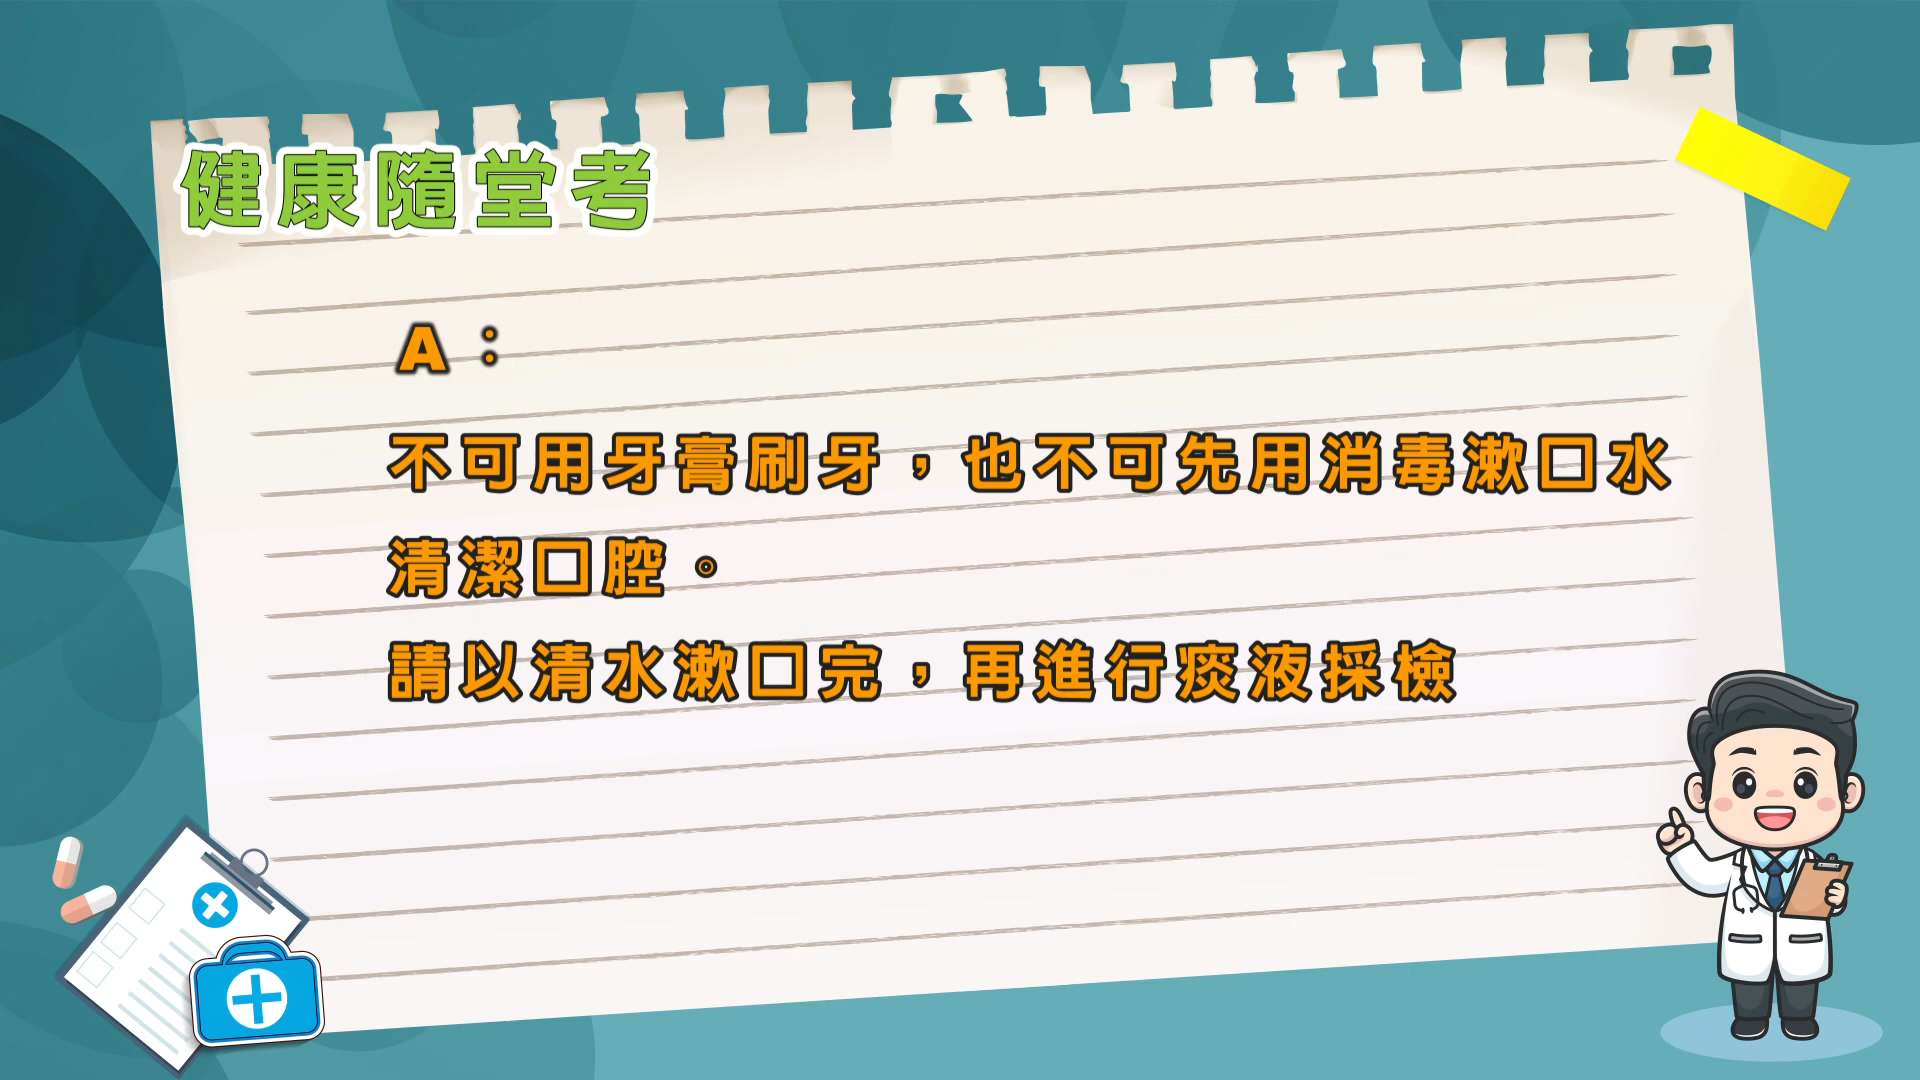 健康隨堂考
A：
不可用牙膏刷牙，也不可先用消毒漱口水
清潔口腔。
請以清水漱口完，再進行痰液採檢